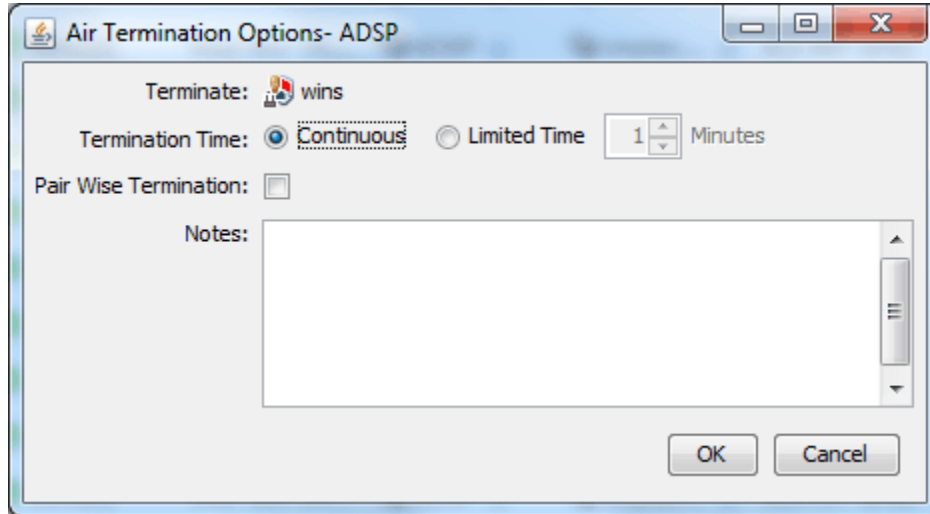 Air Termination Options- ADSP
Terminate: wins
Termination Time: Continuous Limited Time 1 Minutes
Pair Wise Termination:
Notes:
OK Cancel